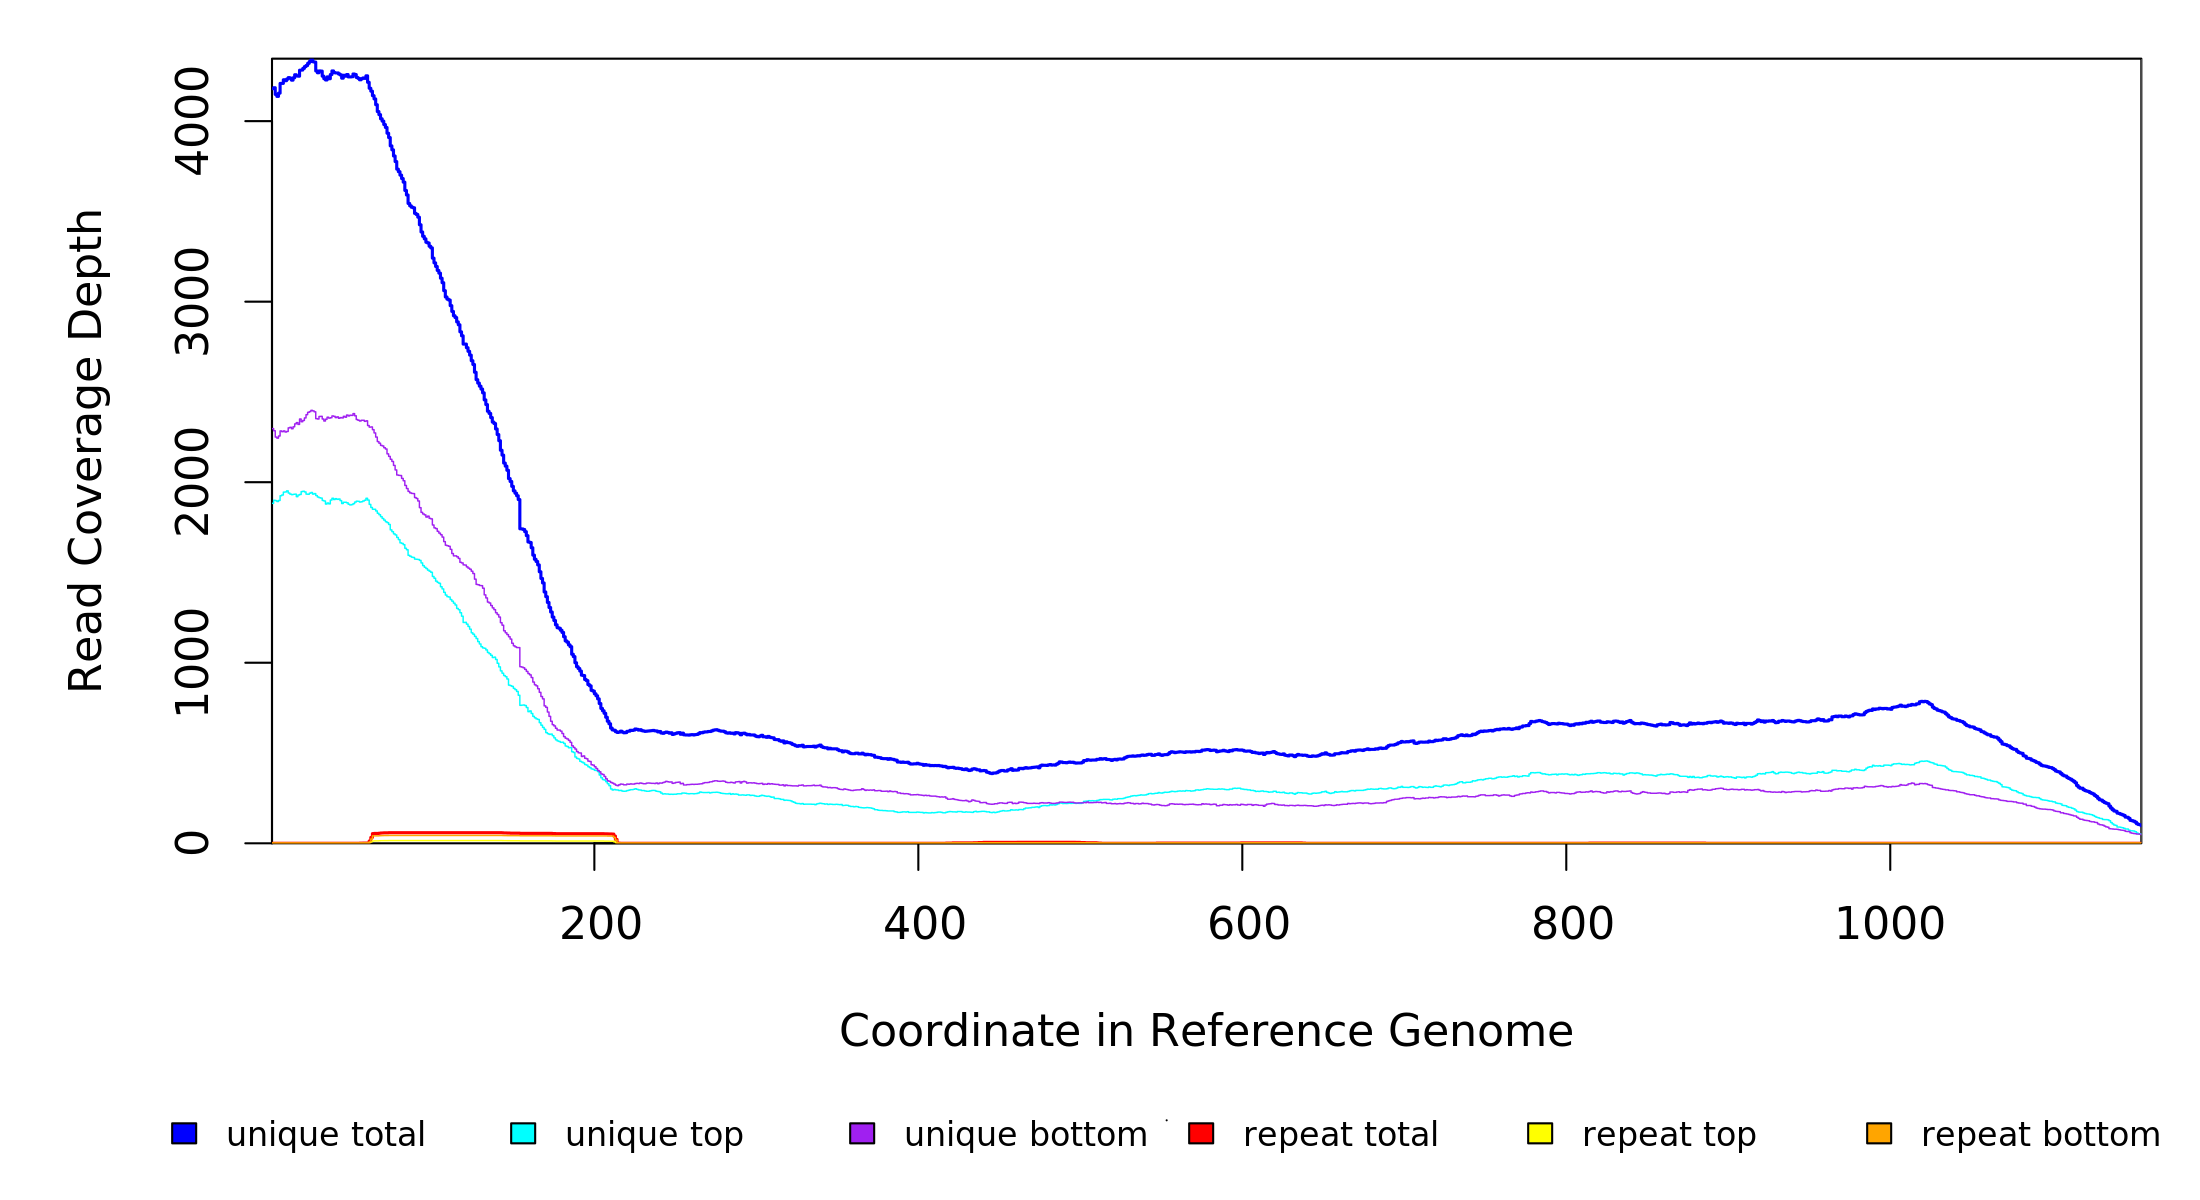 Read Coverage Depth
4000
3000
2000
1000
0
200 400 600 800 1000
Coordinate in Reference Genome
unique total unique top unique bottom repeat total repeat top repeat bottom